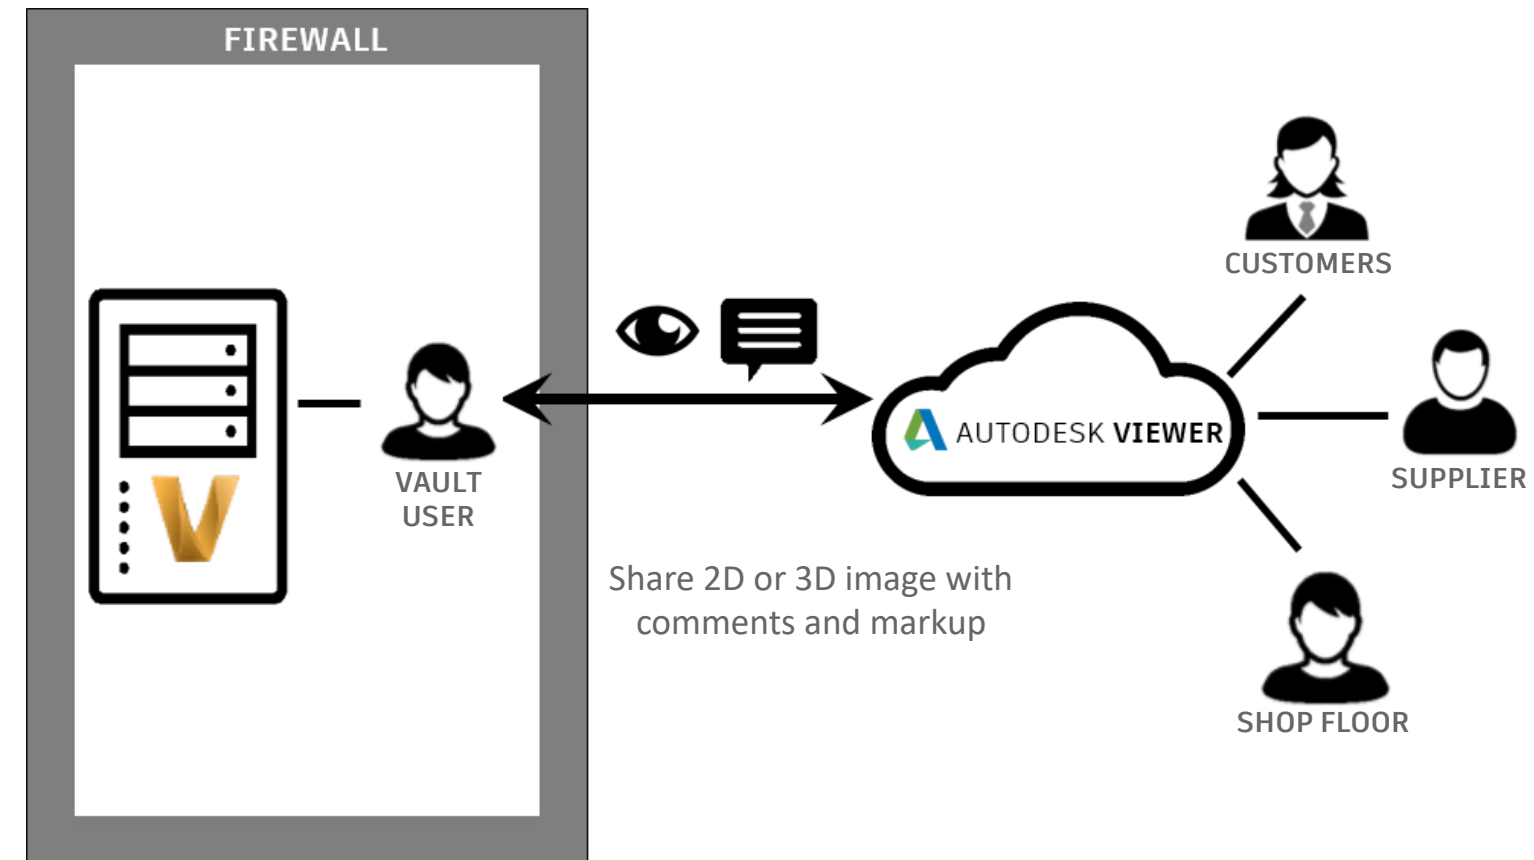 FIREWALL
CUSTOMERS
AUTODESK VIEWER
SUPPLIER
VAULT
USER
Share 2D or 3D image with
comments and markup
SHOP FLOOR